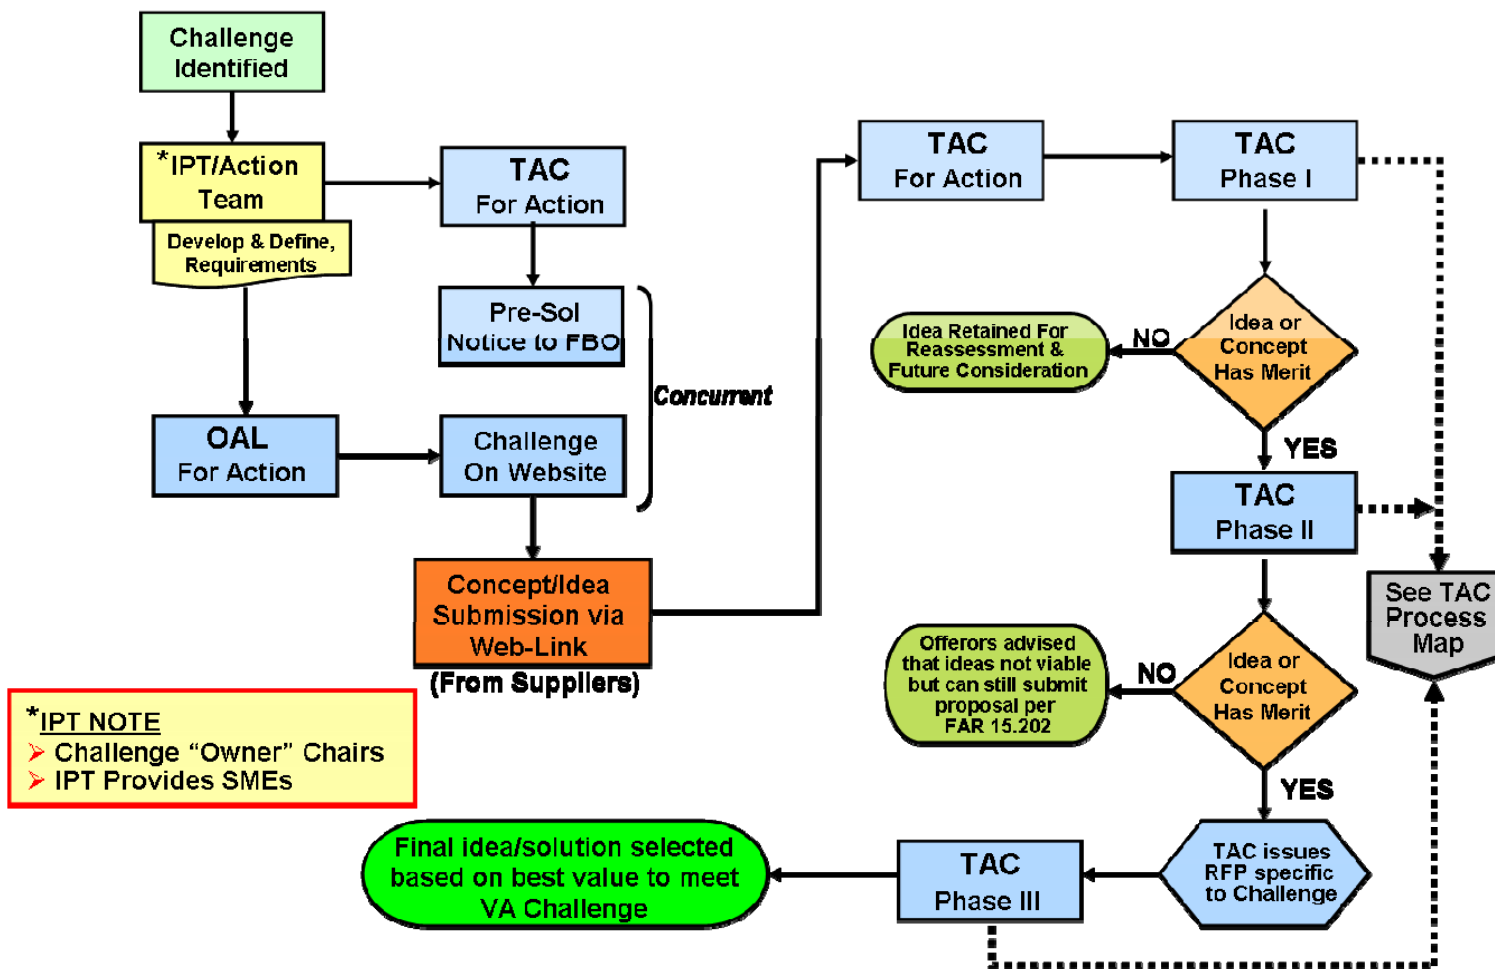 Challenge
Identified
*IPT/Action
Team
Develop & Define,
Requirements
TAC
For Action
Pre-Sol
Notice to FBO
Concurrent
OAL
For Action
Challenge
On Website
Concept/Idea
Submission via
Web-Link
(From Suppliers)
*IPT NOTE
Challenge “Owner” Chairs
IPT Provides SMEs
TAC
For Action
TAC
Phase I
Idea or
Concept
Has Merit
NO
Idea Retained For
Reassessment &
Future Consideration
YES
TAC
Phase II
See TAC
Process
Map
Idea or
Concept
Has Merit
NO
Offerors advised
that ideas not viable
but can still submit
proposal per
FAR 15.202
YES
TAC issues
RFP specific
to Challenge
TAC
Phase III
Final idea/solution selected
based on best value to meet
VA Challenge